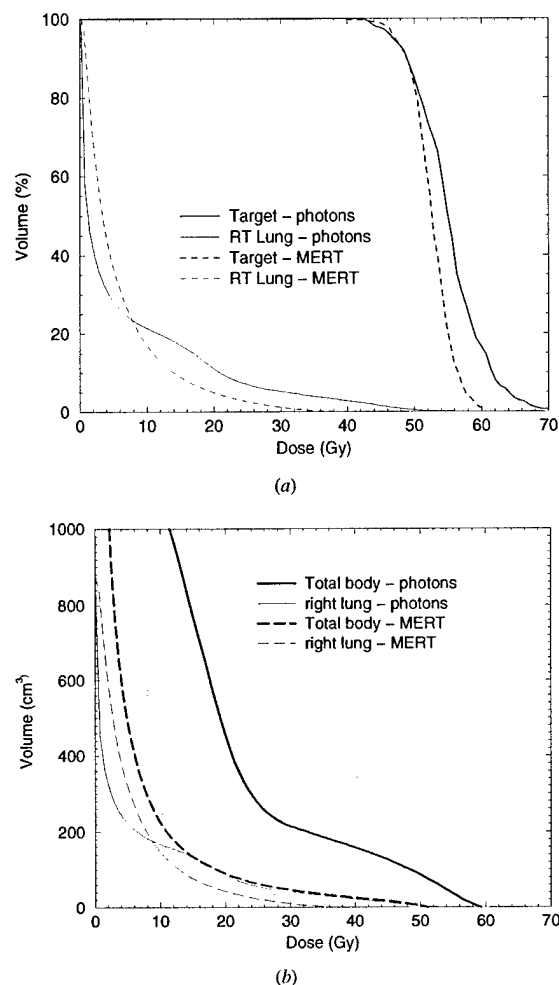 100
80
60
40
20
0
Volume (%)
Target – photons
RT Lung – photons
Target – MERT
RT Lung – MERT
0 10 20 30 40 50 60 70
Dose (Gy)
(a)
1000
800
600
400
200
0
Volume (cm³)
Total body – photons
right lung – photons
Total body – MERT
right lung – MERT
0 10 20 30 40 50 60 70
Dose (Gy)
(b)